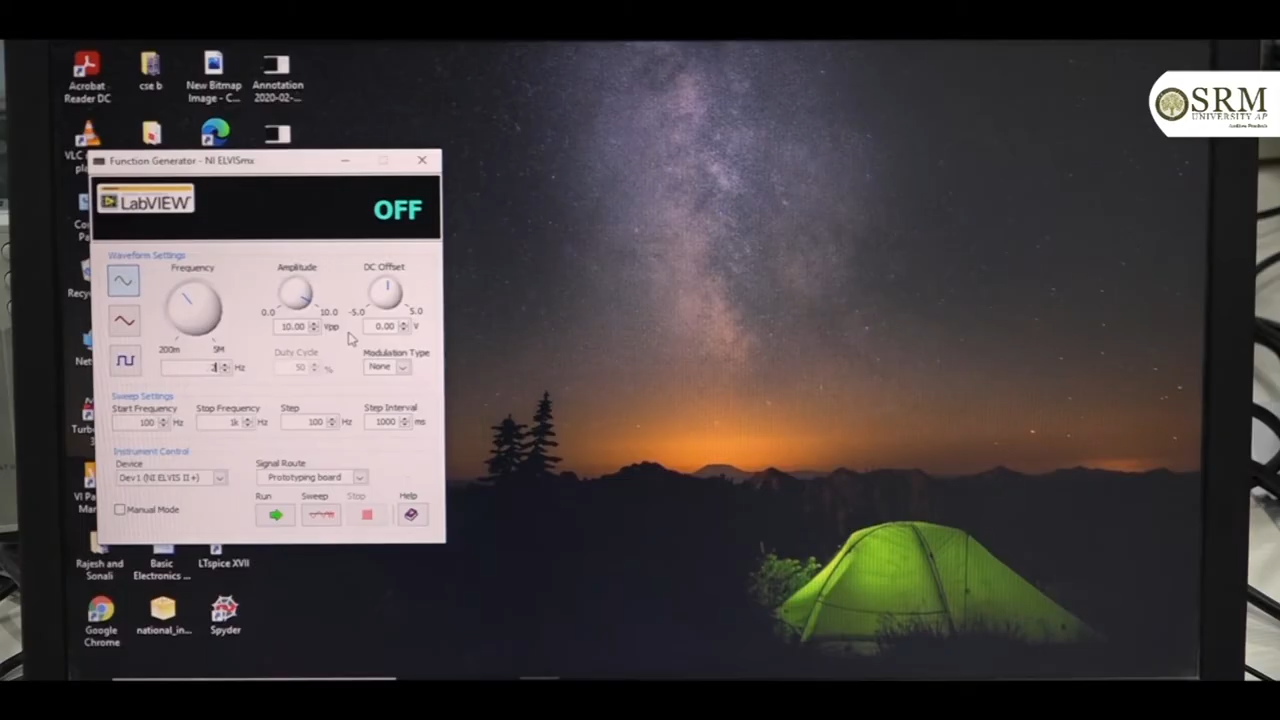 Acrobat
Reader DC
cse b
New Bitmap
Image - C...
Annotation
2020-02-...
SRM
UNIVERSITY AP
Andhra Pradesh
VLC
Function Generator - NI ELVISmx
LabVIEW
OFF
Waveform Settings
Frequency
Amplitude
DC Offset
0.0
10.0
-5.0
5.0
10.00
Vpp
0.00
V
200m
5M
Hz
Duty Cycle
50
%
Modulation Type
None
Sweep Settings
Start Frequency
Stop Frequency
Step
Step Interval
100
Hz
1k
Hz
100
Hz
1000
ms
Instrument Control
Device
Signal Route
Dev1 (NI ELVIS II+)
Prototyping board
Manual Mode
Run
Sweep
Stop
Help
Rajesh and
Sonali
Basic
Electronics ...
LTspice XVII
Google
Chrome
national_in...
Spyder